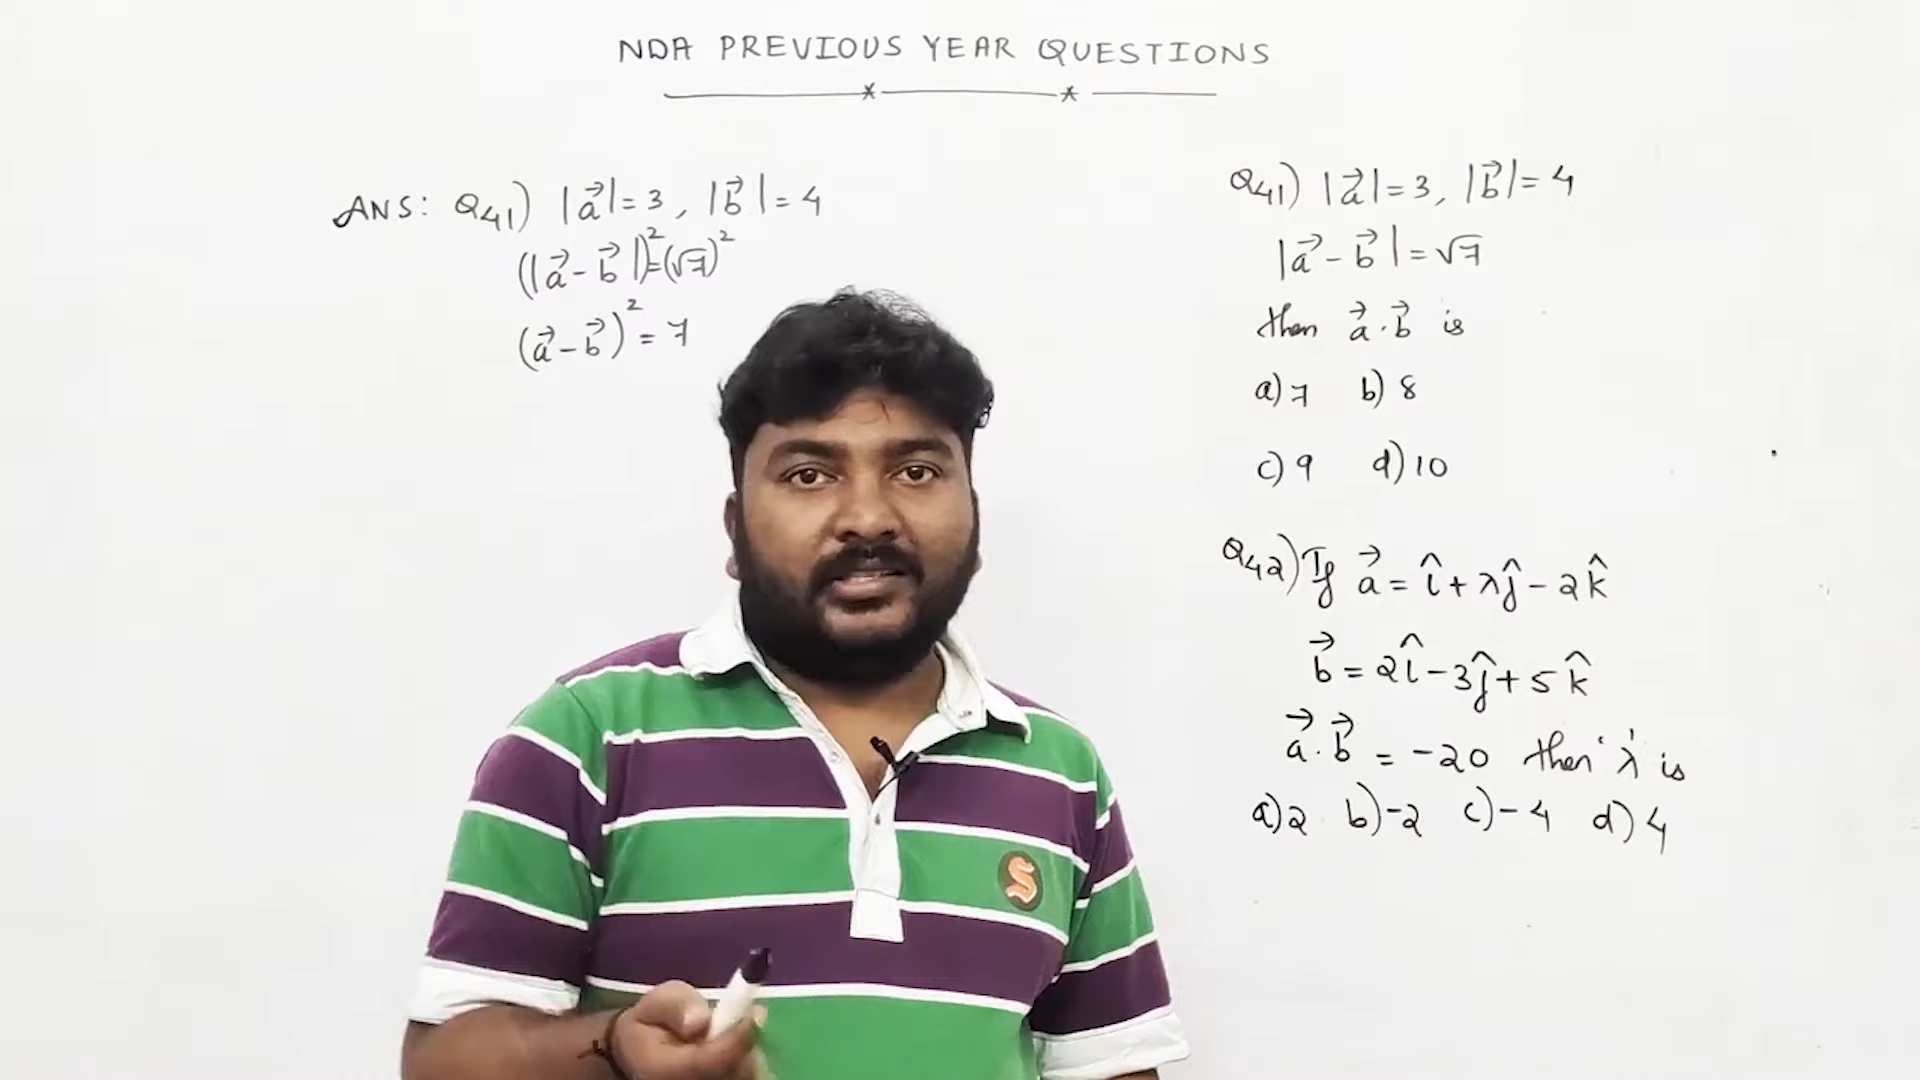 NDA PREVIOUS YEAR QUESTIONS
ANS: Q41) |a⃗|=3, |b⃗|=4
(|a⃗-b⃗|)²=(√7)²
(a⃗-b⃗)²=7
Q41) |a⃗|=3, |b⃗|=4
|a⃗-b⃗|=√7
then a⃗.b⃗ is
a) 7 b) 8
c) 9 d) 10
Q42) If a⃗ = î + λĵ - 2k̂
b⃗ = 2î - 3ĵ + 5k̂
a⃗.b⃗ = -20 then 'λ' is
a) 2 b) -2 c) -4 d) 4
S